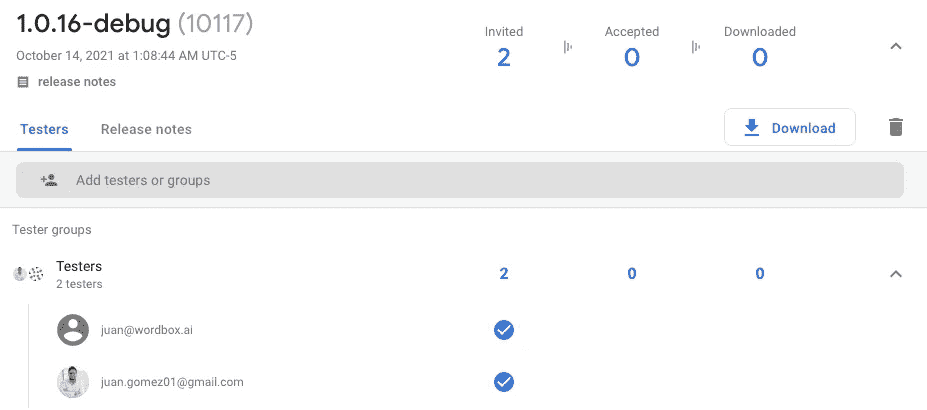 1.0.16-debug (10117)
October 14, 2021 at 1:08:44 AM UTC-5
release notes
Invited
2
Accepted
0
Downloaded
0
Testers
Release notes
Download
Add testers or groups
Tester groups
Testers
2 testers
2
0
0
juan@wordbox.ai
juan.gomez01@gmail.com